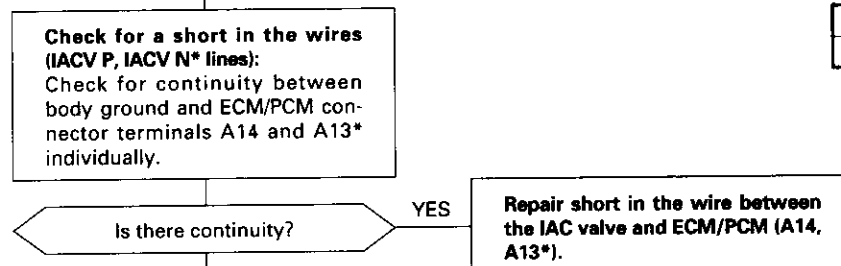 Check for a short in the wires
(IACV P, IACV N* lines):
Check for continuity between
body ground and ECM/PCM con-
nector terminals A14 and A13*
individually.
Is there continuity?
YES
Repair short in the wire between
the IAC valve and ECM/PCM (A14,
A13*).